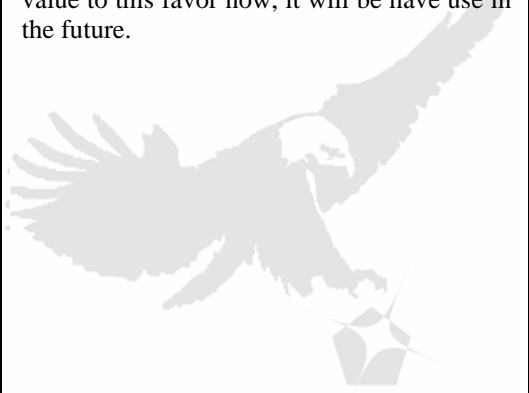 value to this favor now, it will be have use in
the future.